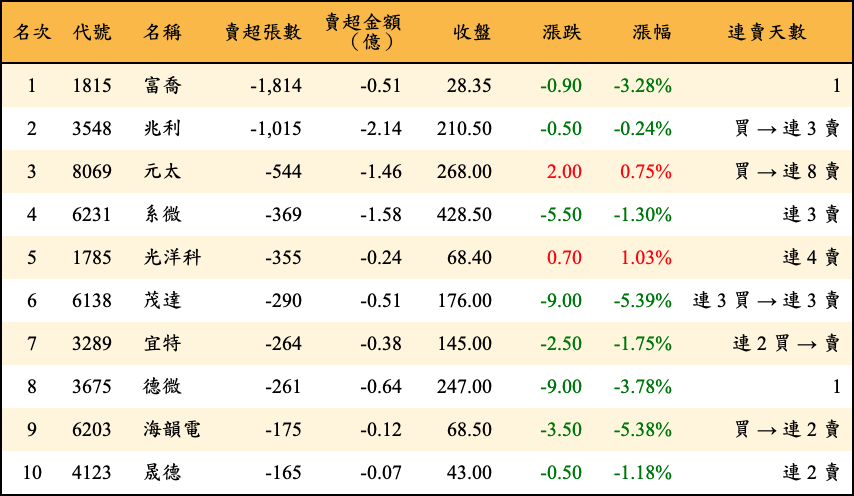 名次 代號 名稱 賣超張數 賣超金額（億） 收盤 漲跌 漲幅 連賣天數
1 1815 富喬 -1,814 -0.51 28.35 -0.90 -3.28% 1
2 3548 兆利 -1,015 -2.14 210.50 -0.50 -0.24% 買 → 連 3 賣
3 8069 元太 -544 -1.46 268.00 2.00 0.75% 買 → 連 8 賣
4 6231 系微 -369 -1.58 428.50 -5.50 -1.30% 連 3 賣
5 1785 光洋科 -355 -0.24 68.40 0.70 1.03% 連 4 賣
6 6138 茂達 -290 -0.51 176.00 -9.00 -5.39% 連 3 買 → 連 3 賣
7 3289 宜特 -264 -0.38 145.00 -2.50 -1.75% 連 2 買 → 賣
8 3675 德微 -261 -0.64 247.00 -9.00 -3.78% 1
9 6203 海韻電 -175 -0.12 68.50 -3.50 -5.38% 買 → 連 2 賣
10 4123 晟德 -165 -0.07 43.00 -0.50 -1.18% 連 2 賣